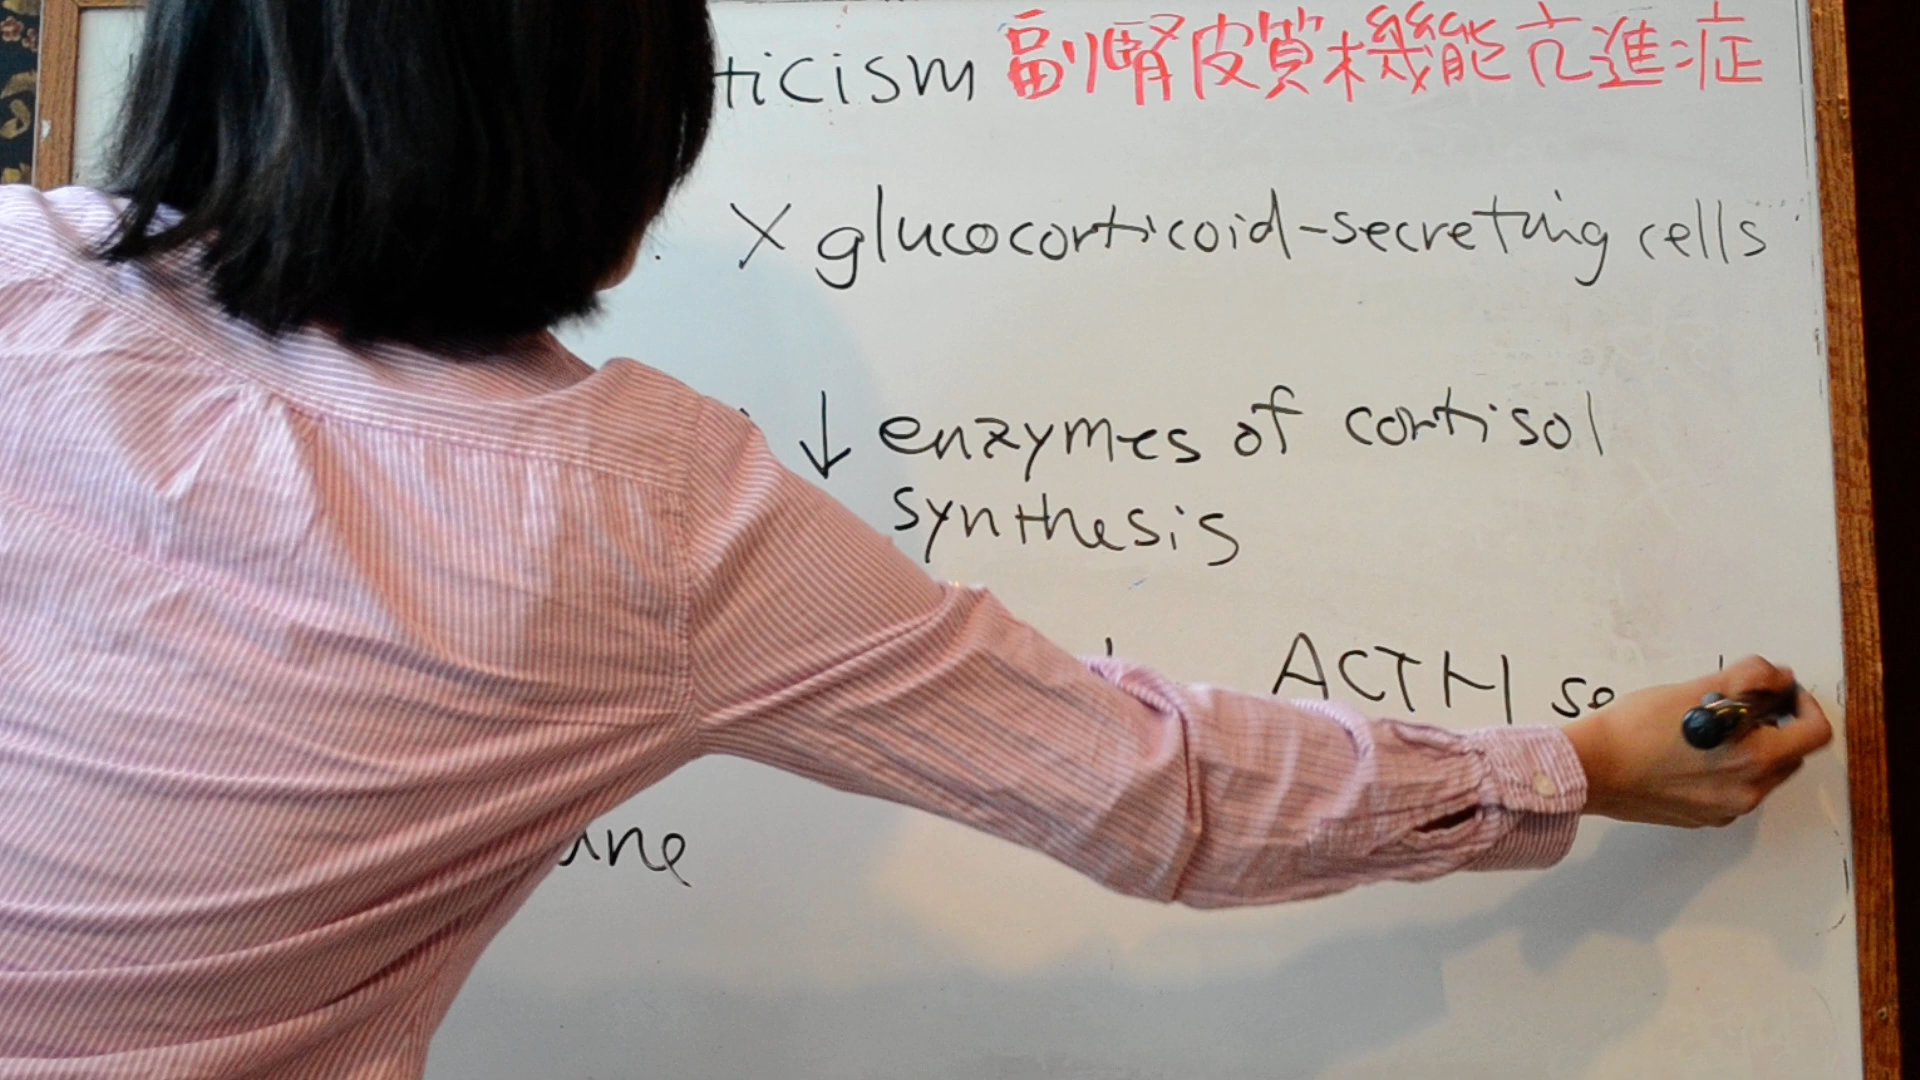 ticism 副腎皮質機能亢進症
X glucocorticoid-secreting cells
↓ enzymes of cortisol
synthesis
ACTH se
ne